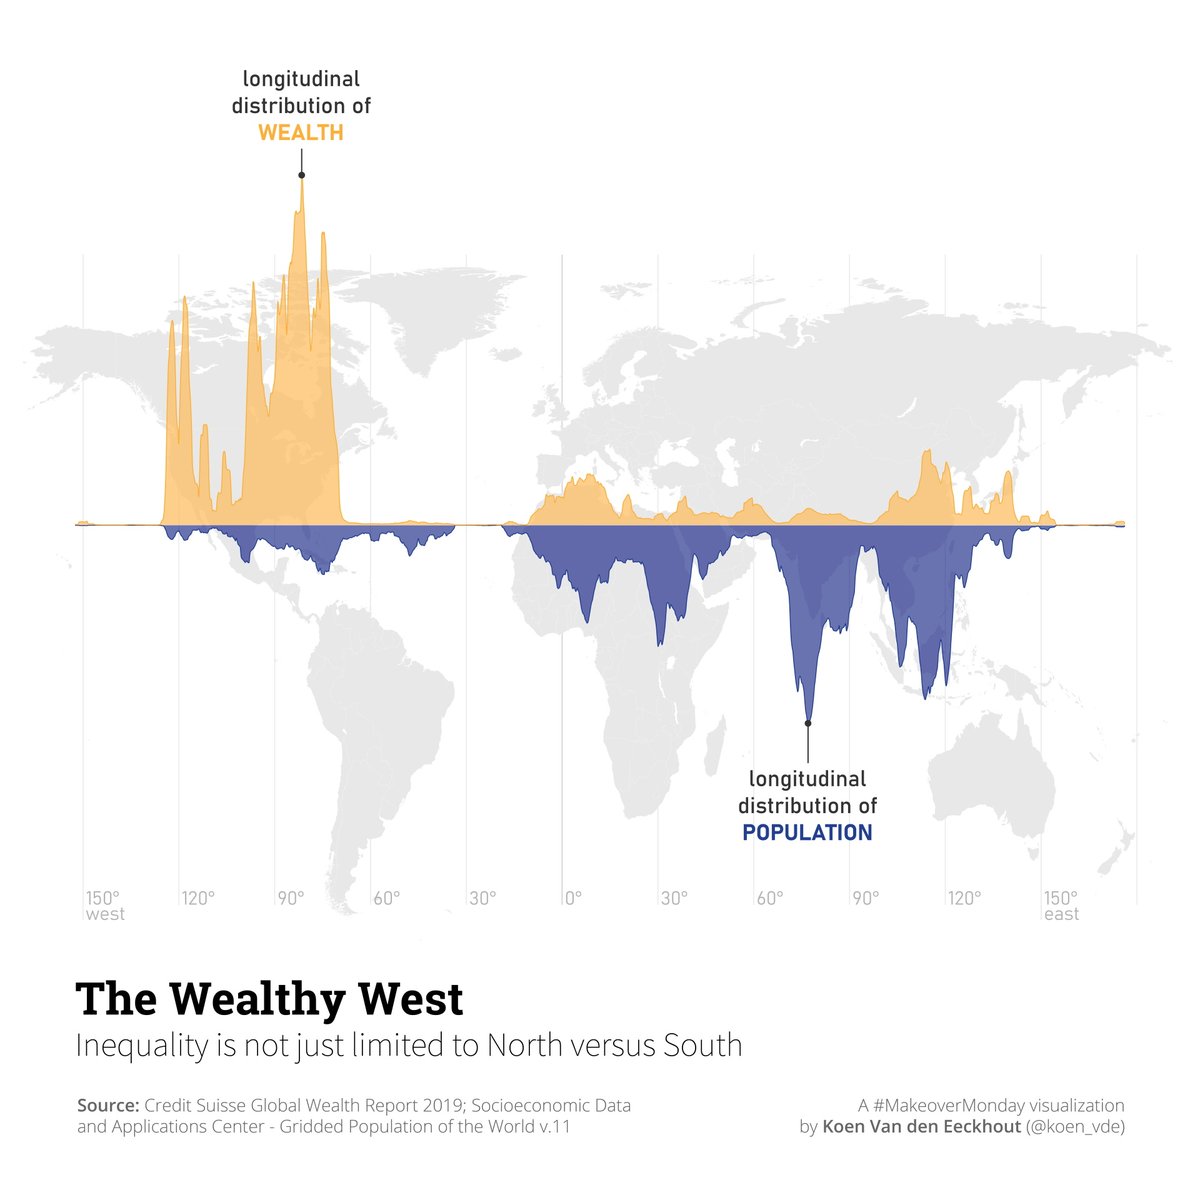 longitudinal
distribution of
WEALTH
longitudinal
distribution of
POPULATION
150° 120° 90° 60° 30° 0° 30° 60° 90° 120° 150°
west east
The Wealthy West
Inequality is not just limited to North versus South
Source: Credit Suisse Global Wealth Report 2019; Socioeconomic Data
and Applications Center - Gridded Population of the World v.11
A #MakeoverMonday visualization
by Koen Van den Eeckhout (@koen_vde)